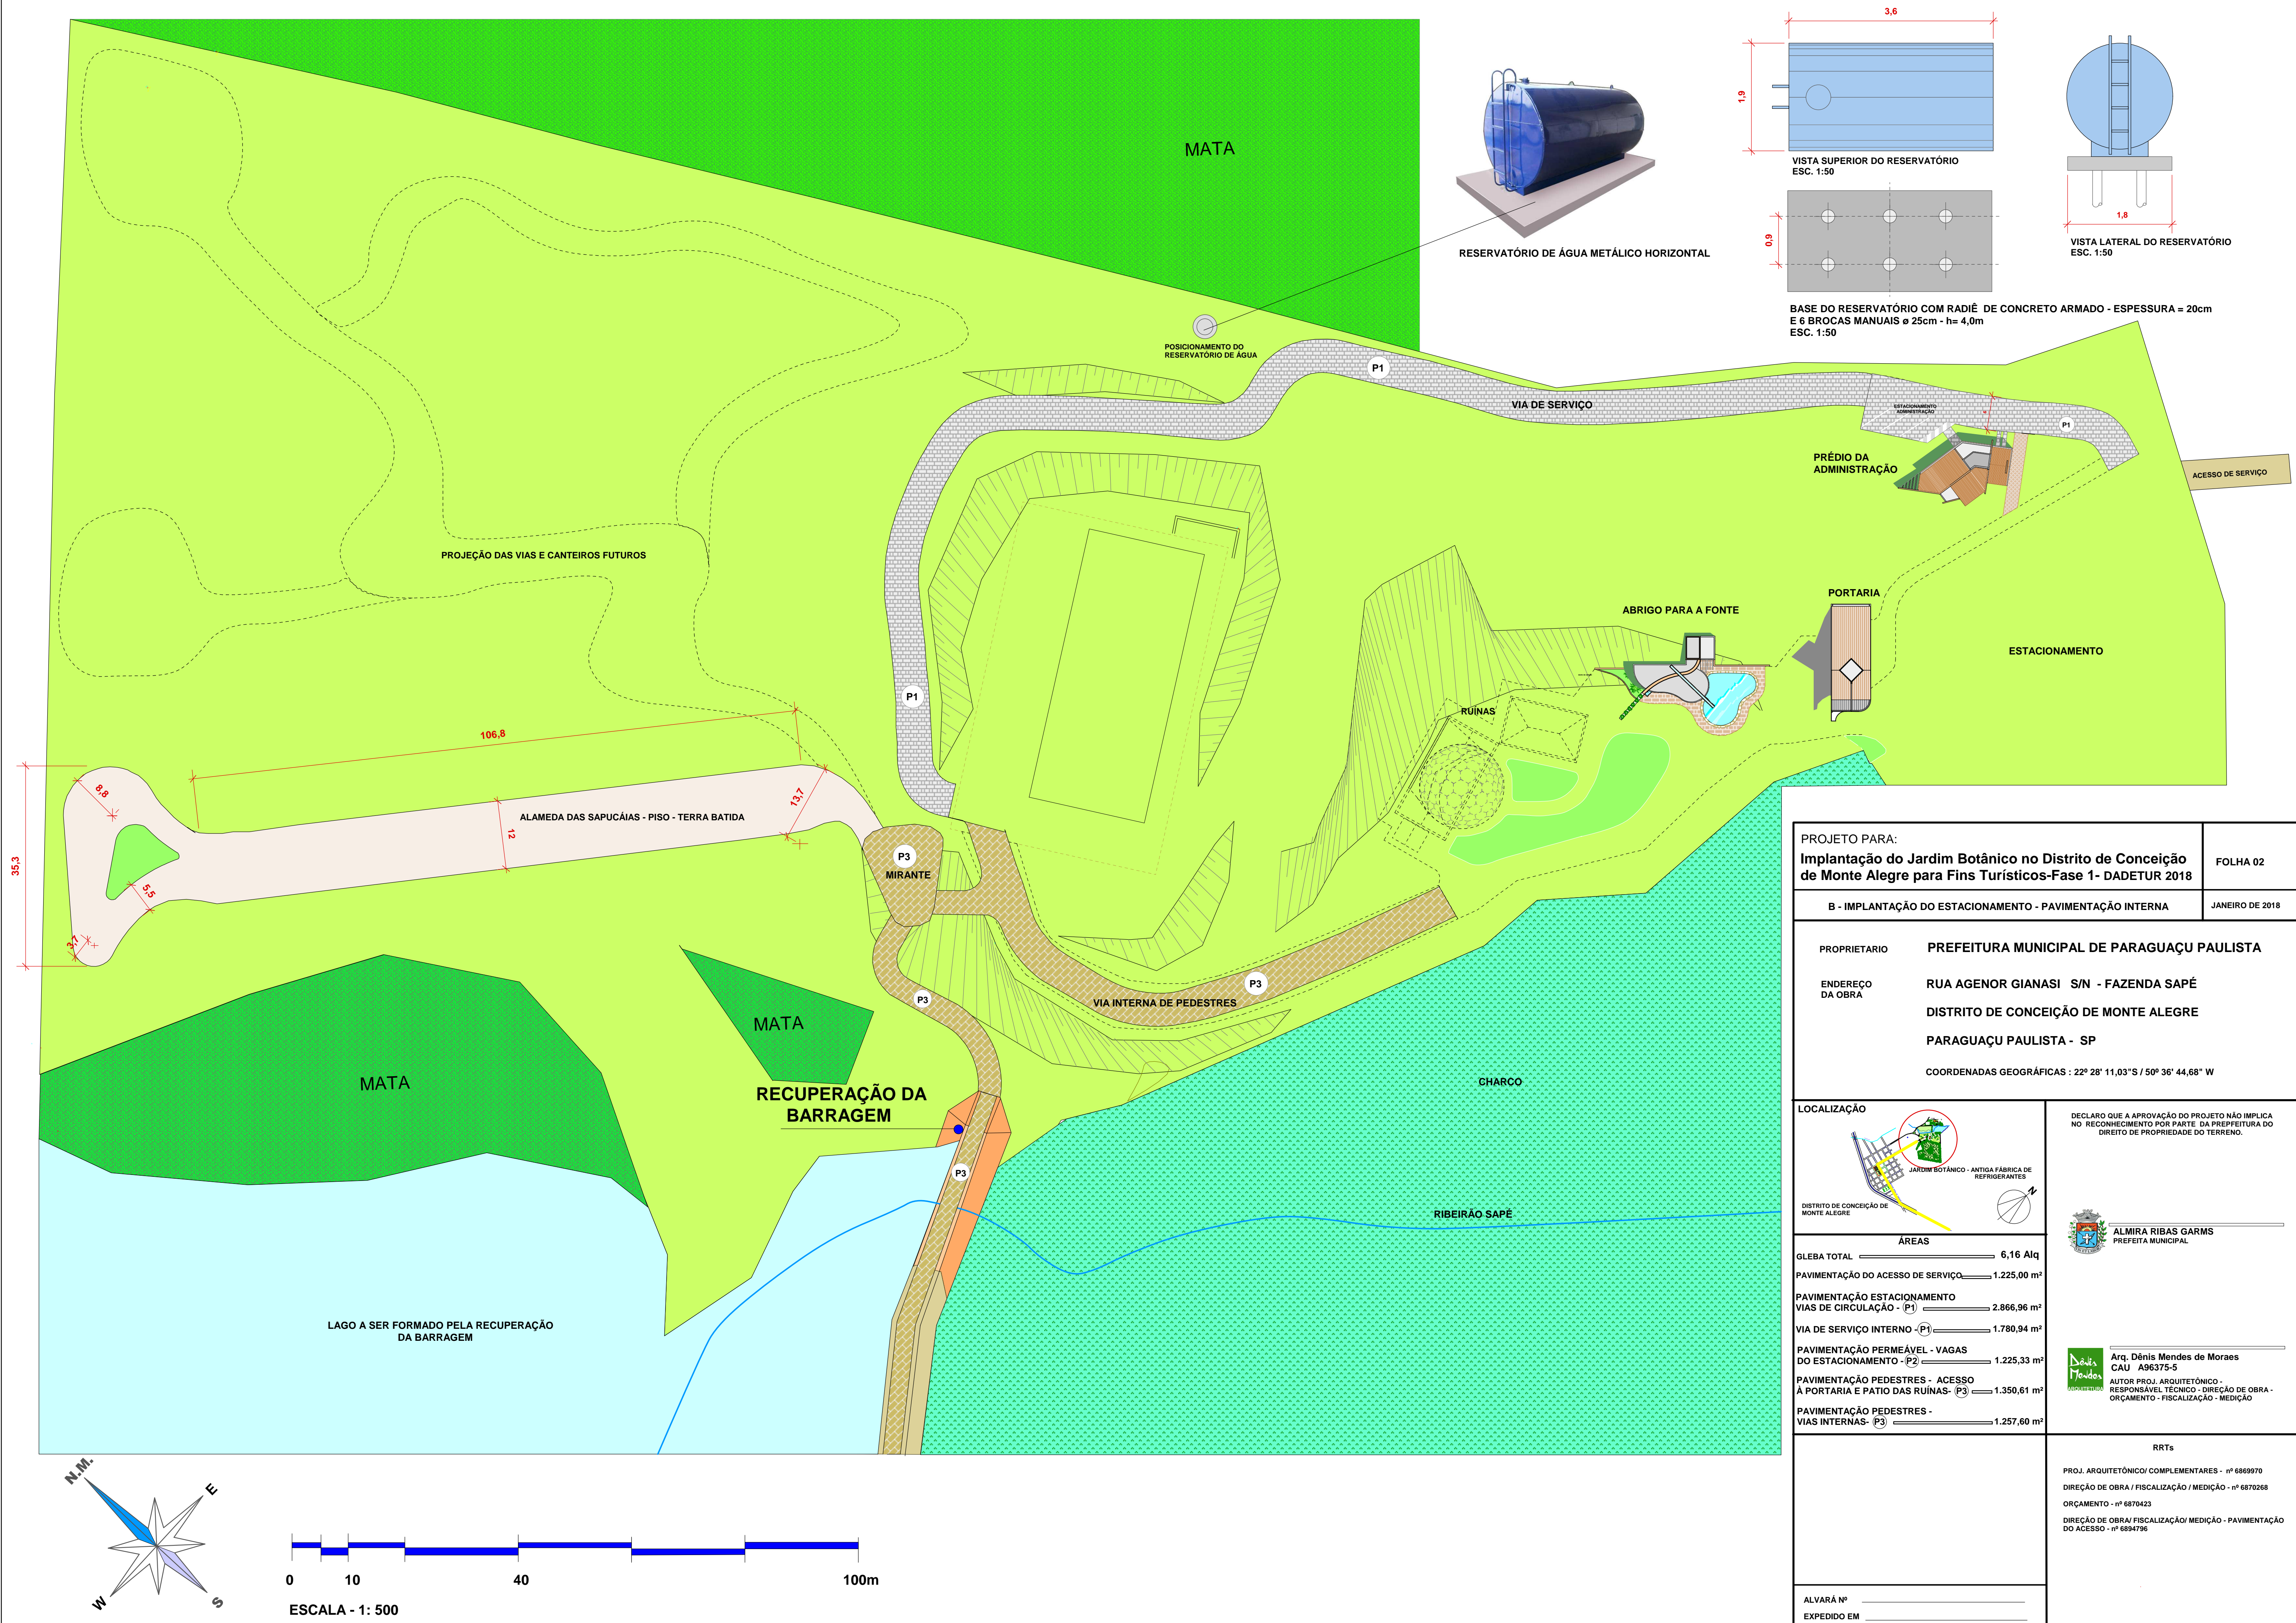 MATA
RESERVATÓRIO DE ÁGUA METÁLICO HORIZONTAL
3,6
1,9
VISTA SUPERIOR DO RESERVATÓRIO
ESC. 1:50
0,9
1,8
VISTA LATERAL DO RESERVATÓRIO
ESC. 1:50
BASE DO RESERVATÓRIO COM RADIÊ DE CONCRETO ARMADO - ESPESSURA = 20cm
E 6 BROCAS MANUAIS ø 25cm - h= 4,0m
ESC. 1:50
POSICIONAMENTO DO
RESERVATÓRIO DE ÁGUA
P1
VIA DE SERVIÇO
ESTACIONAMENTO
ADMINISTRAÇÃO
P1
PRÉDIO DA
ADMINISTRAÇÃO
ACESSO DE SERVIÇO
PROJEÇÃO DAS VIAS E CANTEIROS FUTUROS
ABRIGO PARA A FONTE
PORTARIA
ESTACIONAMENTO
P1
RUÍNAS
106,8
8,8
35,3
ALAMEDA DAS SAPUCÁIAS - PISO - TERRA BATIDA
12
13,7
5,5
3,7
P3
MIRANTE
P3
P3
VIA INTERNA DE PEDESTRES
MATA
MATA
RECUPERAÇÃO DA
BARRAGEM
P3
CHARCO
RIBEIRÃO SAPÉ
LAGO A SER FORMADO PELA RECUPERAÇÃO
DA BARRAGEM
N.M.
E
W
S
0 10 40 100m
ESCALA - 1: 500
PROJETO PARA:
Implantação do Jardim Botânico no Distrito de Conceição
de Monte Alegre para Fins Turísticos-Fase 1- DADETUR 2018
FOLHA 02
B - IMPLANTAÇÃO DO ESTACIONAMENTO - PAVIMENTAÇÃO INTERNA
JANEIRO DE 2018
PROPRIETARIO PREFEITURA MUNICIPAL DE PARAGUAÇU PAULISTA
ENDEREÇO
DA OBRA
RUA AGENOR GIANASI S/N - FAZENDA SAPÉ
DISTRITO DE CONCEIÇÃO DE MONTE ALEGRE
PARAGUAÇU PAULISTA - SP
COORDENADAS GEOGRÁFICAS : 22º 28' 11,03"S / 50º 36' 44,68" W
LOCALIZAÇÃO
JARDIM BOTÂNICO - ANTIGA FÁBRICA DE
REFRIGERANTES
DISTRITO DE CONCEIÇÃO DE
MONTE ALEGRE
N
DECLARO QUE A APROVAÇÃO DO PROJETO NÃO IMPLICA
NO RECONHECIMENTO POR PARTE DA PREPFEITURA DO
DIREITO DE PROPRIEDADE DO TERRENO.
ALMIRA RIBAS GARMS
PREFEITA MUNICIPAL
ÁREAS
GLEBA TOTAL 6,16 Alq
PAVIMENTAÇÃO DO ACESSO DE SERVIÇO 1.225,00 m²
PAVIMENTAÇÃO ESTACIONAMENTO
VIAS DE CIRCULAÇÃO - P1 2.866,96 m²
VIA DE SERVIÇO INTERNO - P1 1.780,94 m²
PAVIMENTAÇÃO PERMEÁVEL - VAGAS
DO ESTACIONAMENTO - P2 1.225,33 m²
PAVIMENTAÇÃO PEDESTRES - ACESSO
À PORTARIA E PATIO DAS RUÍNAS- P3 1.350,61 m²
PAVIMENTAÇÃO PEDESTRES -
VIAS INTERNAS- P3 1.257,60 m²
Dênis
Mendes
ARQUITETURA
Arq. Dênis Mendes de Moraes
CAU A96375-5
AUTOR PROJ. ARQUITETÔNICO -
RESPONSÁVEL TÉCNICO - DIREÇÃO DE OBRA -
ORÇAMENTO - FISCALIZAÇÃO - MEDIÇÃO
RRTs
PROJ. ARQUITETÔNICO/ COMPLEMENTARES - nº 6869970
DIREÇÃO DE OBRA / FISCALIZAÇÃO / MEDIÇÃO - nº 6870268
ORÇAMENTO - nº 6870423
DIREÇÃO DE OBRA/ FISCALIZAÇÃO/ MEDIÇÃO - PAVIMENTAÇÃO
DO ACESSO - nº 6894796
ALVARÁ Nº
EXPEDIDO EM